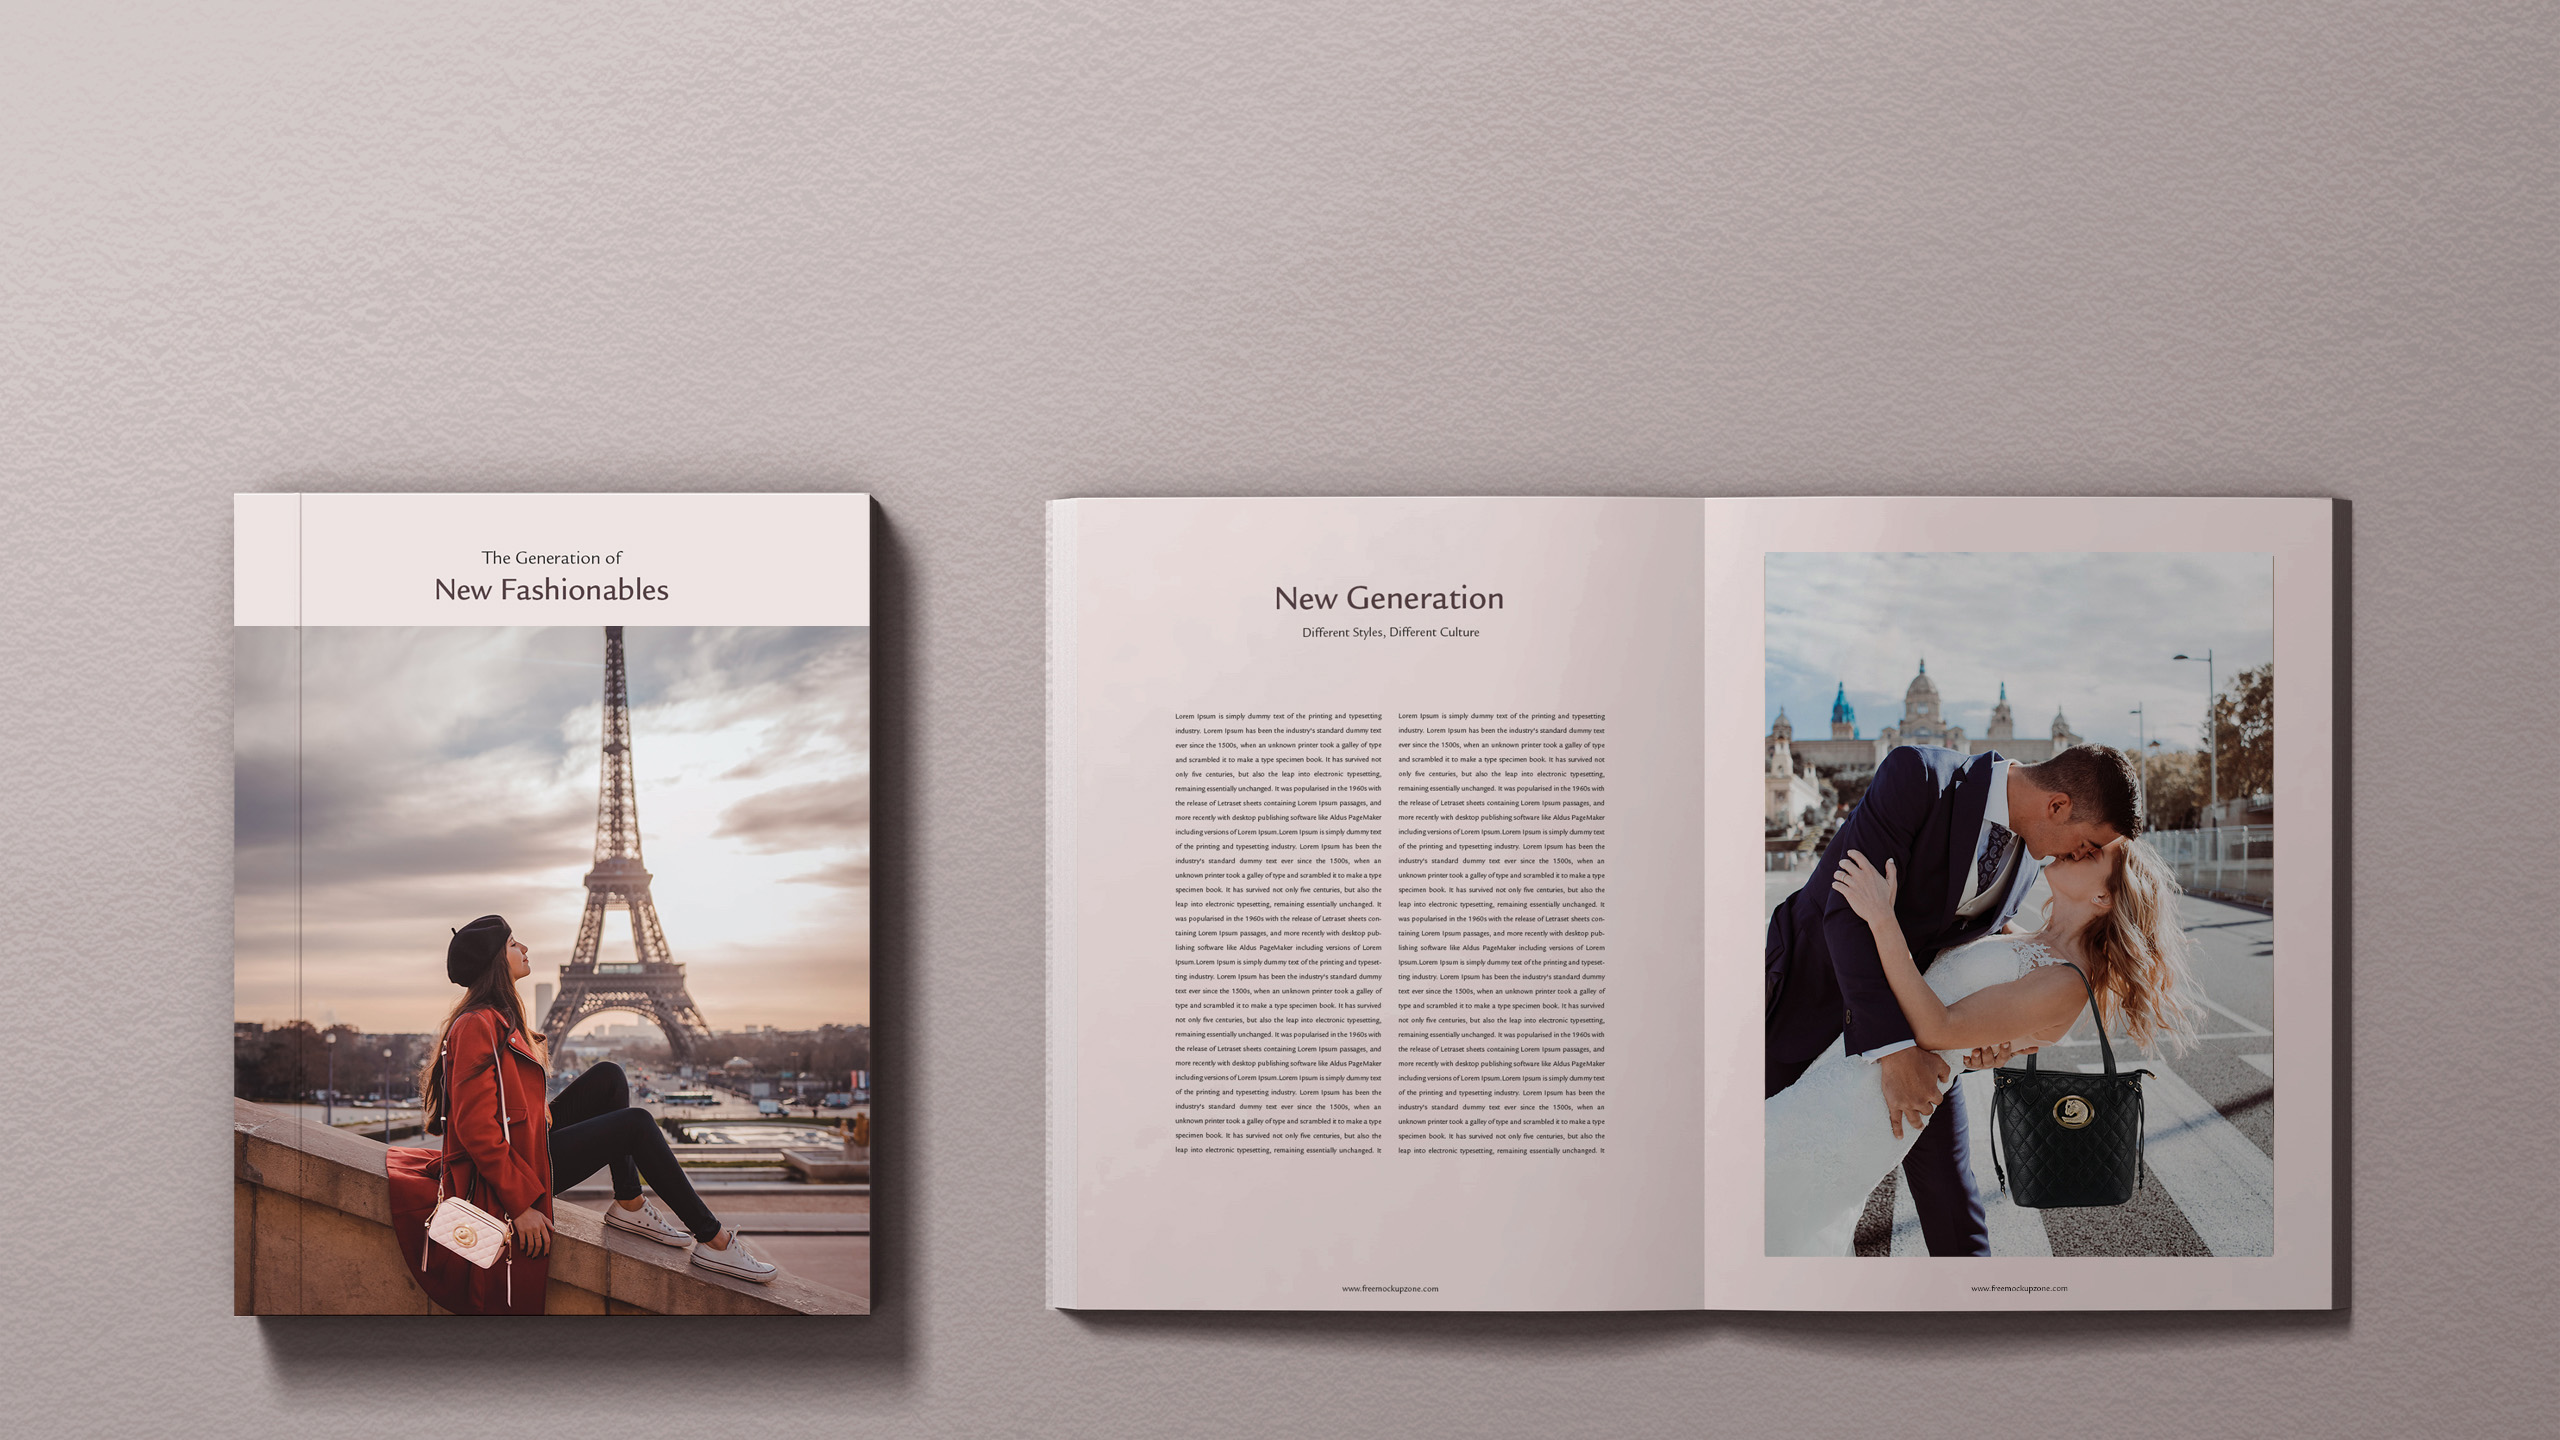 The Generation of
New Fashionables
New Generation
Different Styles, Different Culture
Lorem Ipsum is simply dummy text of the printing and typesetting
industry. Lorem Ipsum has been the industry's standard dummy text
ever since the 1500s, when an unknown printer took a galley of type
and scrambled it to make a type specimen book. It has survived not
only five centuries, but also the leap into electronic typesetting,
remaining essentially unchanged. It was popularised in the 1960s with
the release of Letraset sheets containing Lorem Ipsum passages, and
more recently with desktop publishing software like Aldus PageMaker
including versions of Lorem Ipsum.Lorem Ipsum is simply dummy text
of the printing and typesetting industry. Lorem Ipsum has been the
industry's standard dummy text ever since the 1500s, when an
unknown printer took a galley of type and scrambled it to make a type
specimen book. It has survived not only five centuries, but also the
leap into electronic typesetting, remaining essentially unchanged. It
was popularised in the 1960s with the release of Letraset sheets con-
taining Lorem Ipsum passages, and more recently with desktop pub-
lishing software like Aldus PageMaker including versions of Lorem
Ipsum.Lorem Ipsum is simply dummy text of the printing and typeset-
ting industry. Lorem Ipsum has been the industry's standard dummy
text ever since the 1500s, when an unknown printer took a galley of
type and scrambled it to make a type specimen book. It has survived
not only five centuries, but also the leap into electronic typesetting,
remaining essentially unchanged. It was popularised in the 1960s with
the release of Letraset sheets containing Lorem Ipsum passages, and
more recently with desktop publishing software like Aldus PageMaker
including versions of Lorem Ipsum.Lorem Ipsum is simply dummy text
of the printing and typesetting industry. Lorem Ipsum has been the
industry's standard dummy text ever since the 1500s, when an
unknown printer took a galley of type and scrambled it to make a type
specimen book. It has survived not only five centuries, but also the
leap into electronic typesetting, remaining essentially unchanged. It
Lorem Ipsum is simply dummy text of the printing and typesetting
industry. Lorem Ipsum has been the industry's standard dummy text
ever since the 1500s, when an unknown printer took a galley of type
and scrambled it to make a type specimen book. It has survived not
only five centuries, but also the leap into electronic typesetting,
remaining essentially unchanged. It was popularised in the 1960s with
the release of Letraset sheets containing Lorem Ipsum passages, and
more recently with desktop publishing software like Aldus PageMaker
including versions of Lorem Ipsum.Lorem Ipsum is simply dummy text
of the printing and typesetting industry. Lorem Ipsum has been the
industry's standard dummy text ever since the 1500s, when an
unknown printer took a galley of type and scrambled it to make a type
specimen book. It has survived not only five centuries, but also the
leap into electronic typesetting, remaining essentially unchanged. It
was popularised in the 1960s with the release of Letraset sheets con-
taining Lorem Ipsum passages, and more recently with desktop pub-
lishing software like Aldus PageMaker including versions of Lorem
Ipsum.Lorem Ipsum is simply dummy text of the printing and typeset-
ting industry. Lorem Ipsum has been the industry's standard dummy
text ever since the 1500s, when an unknown printer took a galley of
type and scrambled it to make a type specimen book. It has survived
not only five centuries, but also the leap into electronic typesetting,
remaining essentially unchanged. It was popularised in the 1960s with
the release of Letraset sheets containing Lorem Ipsum passages, and
more recently with desktop publishing software like Aldus PageMaker
including versions of Lorem Ipsum.Lorem Ipsum is simply dummy text
of the printing and typesetting industry. Lorem Ipsum has been the
industry's standard dummy text ever since the 1500s, when an
unknown printer took a galley of type and scrambled it to make a type
specimen book. It has survived not only five centuries, but also the
leap into electronic typesetting, remaining essentially unchanged. It
www.freemockupzone.com
www.freemockupzone.com